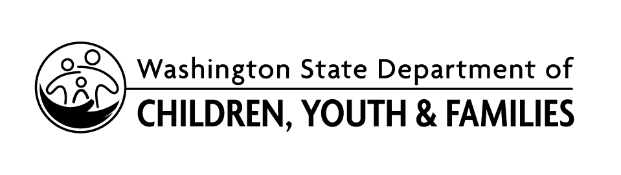 Washington State Department of
CHILDREN, YOUTH & FAMILIES